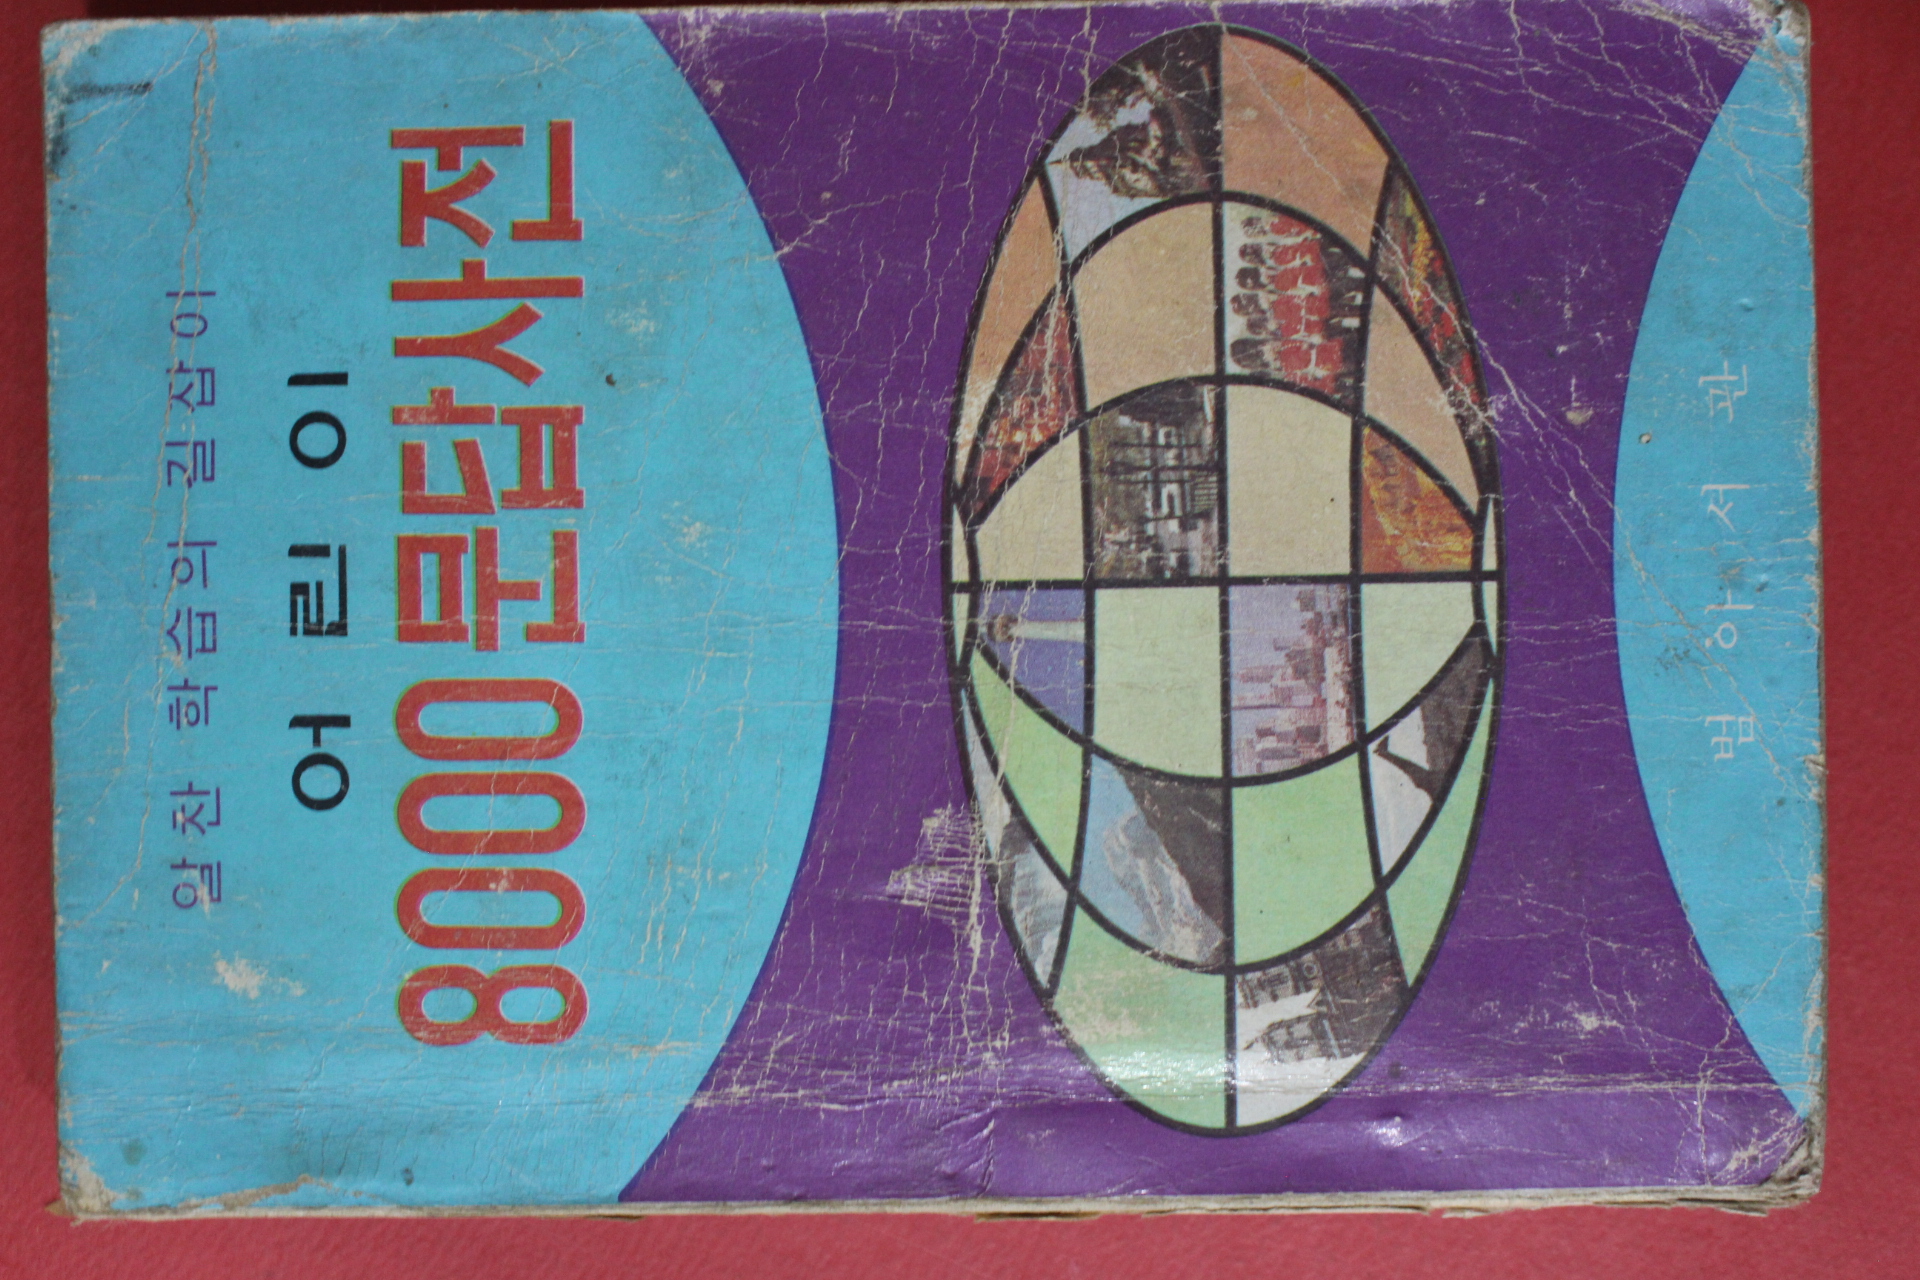 알찬 학습의 길잡이
어린이
8000문답사전
범아서관